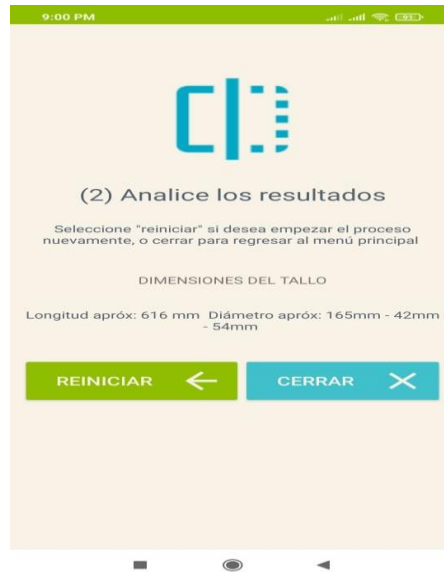 9:00 PM
91
(2) Analice los resultados
Seleccione "reiniciar" si desea empezar el proceso
nuevamente, o cerrar para regresar al menú principal
DIMENSIONES DEL TALLO
Longitud apróx: 616 mm Diámetro apróx: 165mm - 42mm
- 54mm
REINICIAR
CERRAR